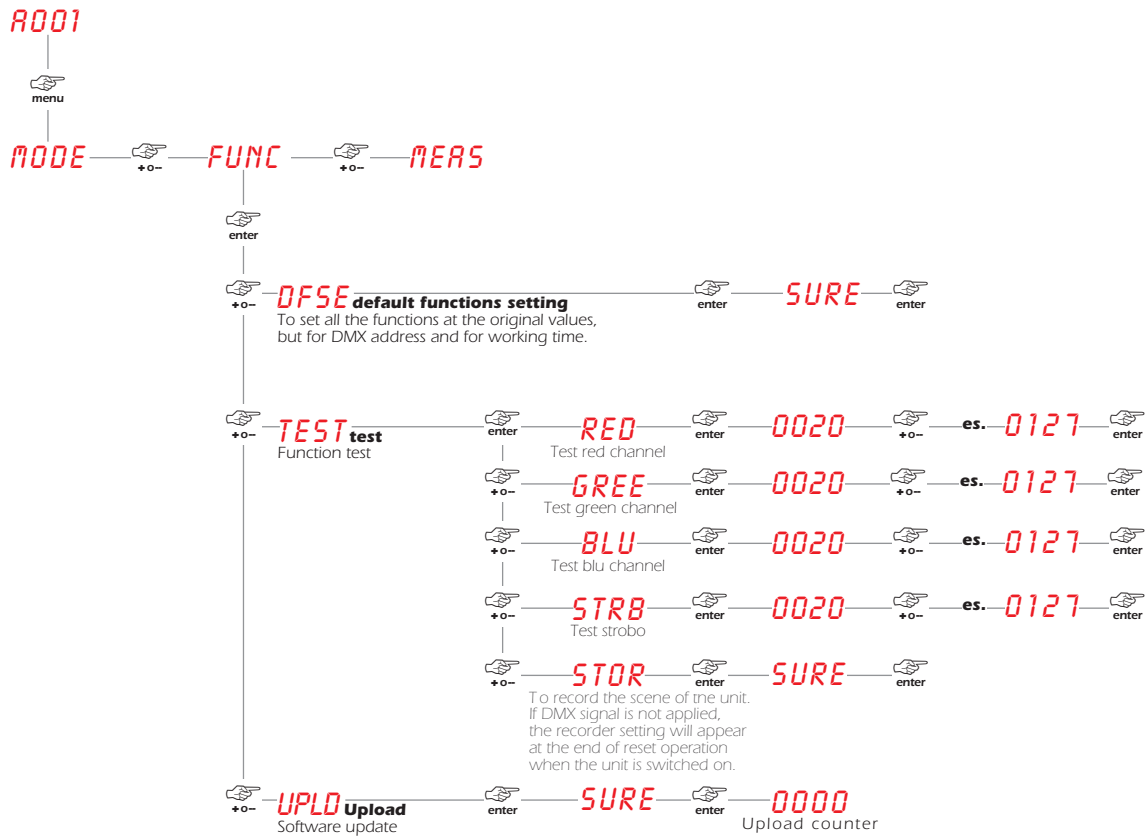 A001
menu
MODE +o– FUNC +o– MEAS
enter
+o– DFSE default functions setting enter SURE enter
To set all the functions at the original values,
but for DMX address and for working time.
+o– TEST test enter RED enter 0020 +o– es. 0127 enter
Function test
Test red channel
+o– GREE enter 0020 +o– es. 0127 enter
Test green channel
+o– BLU enter 0020 +o– es. 0127 enter
Test blu channel
+o– STRB enter 0020 +o– es. 0127 enter
Test strobo
+o– STOR enter SURE enter
To record the scene of the unit.
If DMX signal is not applied,
the recorder setting will appear
at the end of reset operation
when the unit is switched on.
+o– UPLD Upload enter SURE enter 0000
Software update
Upload counter